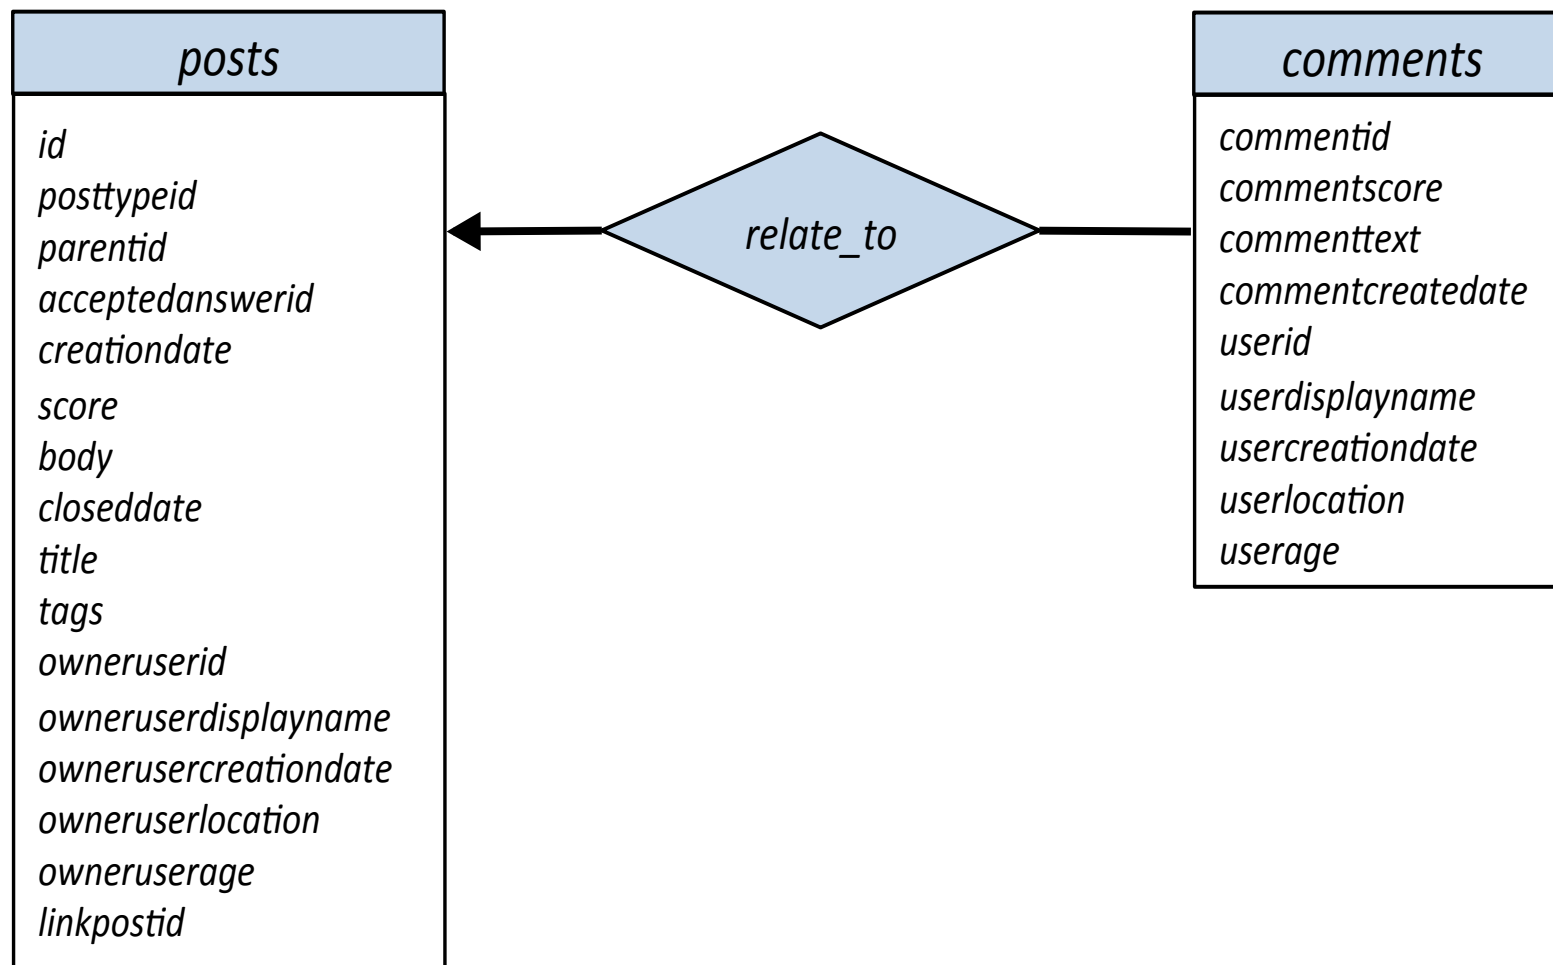 posts
id
posttypeid
parentid
acceptedanswerid
creationdate
score
body
closeddate
title
tags
owneruserid
owneruserdisplayname
ownerusercreationdate
owneruserlocation
owneruserage
linkpostid
relate_to
comments
commentid
commentscore
commenttext
commentcreatedate
userid
userdisplayname
usercreationdate
userlocation
userage